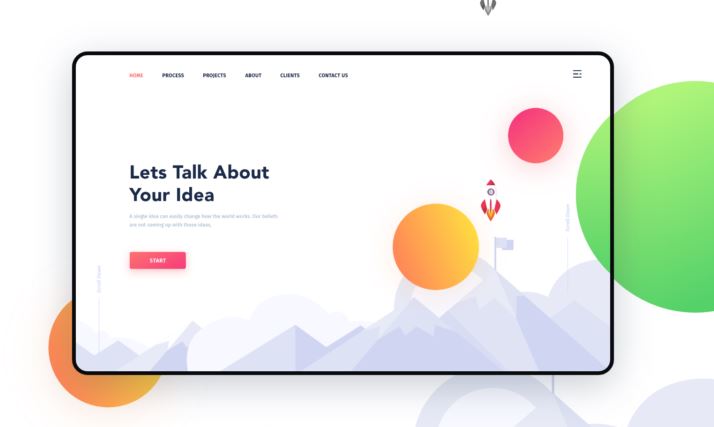 HOME PROCESS PROJECTS ABOUT CLIENTS CONTACT US
Lets Talk About
Your Idea
A single idea can easily change how the world works. Our beliefs
are not coming up with those ideas,
START
Scroll Down
Scroll Down